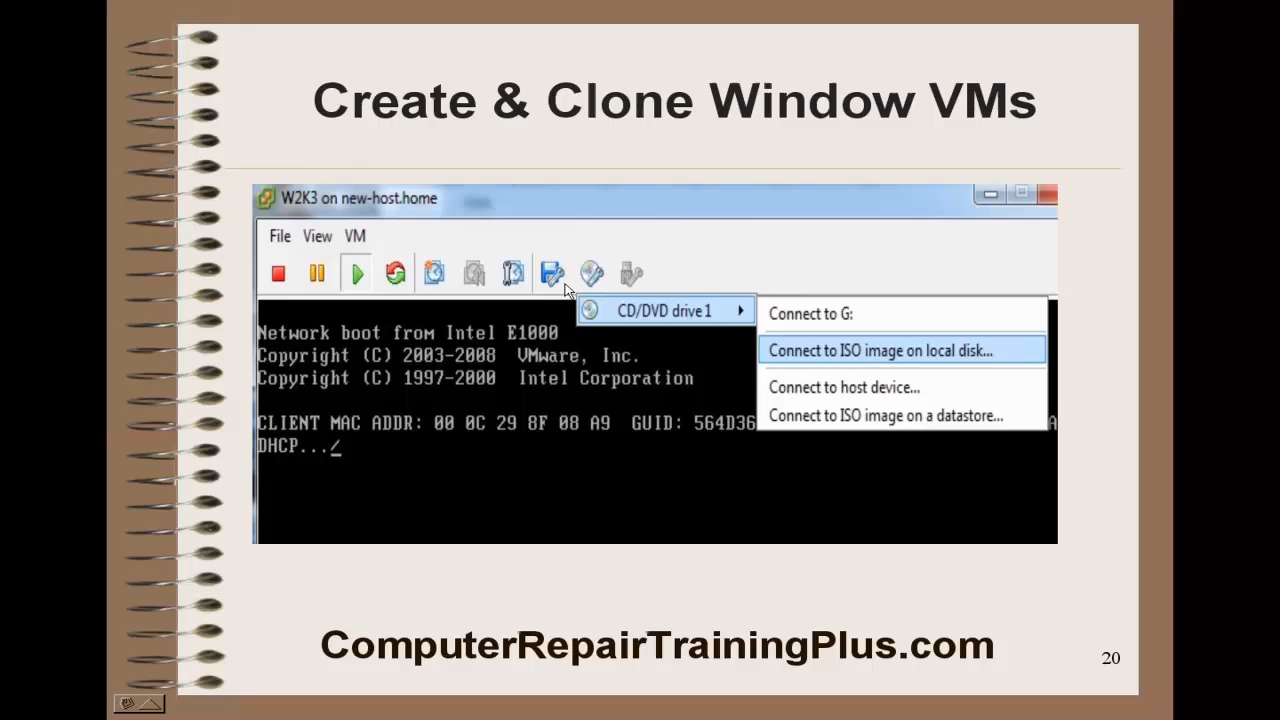 Create & Clone Window VMs
W2K3 on new-host.home
File View VM
CD/DVD drive 1
Connect to G:
Connect to ISO image on local disk...
Connect to host device...
Connect to ISO image on a datastore...
Network boot from Intel E1000
Copyright (C) 2003-2008 VMware, Inc.
Copyright (C) 1997-2000 Intel Corporation
CLIENT MAC ADDR: 00 0C 29 8F 08 A9 GUID: 564D36
DHCP.../
ComputerRepairTrainingPlus.com
20